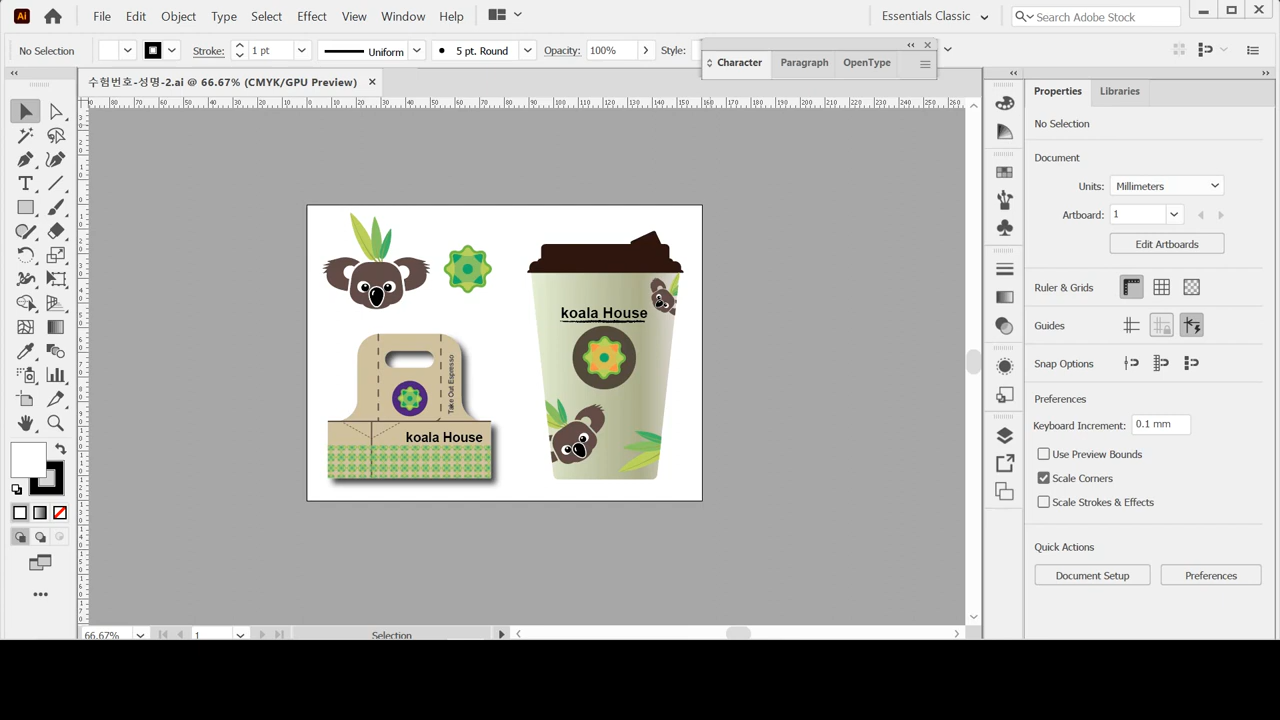 Ai File Edit Object Type Select Effect View Window Help Essentials Classic Search Adobe Stock
No Selection Stroke: 1 pt Uniform 5 pt. Round Opacity: 100% Style:
Character Paragraph OpenType
수험번호-성명-2.ai @ 66.67% (CMYK/GPU Preview)
Properties Libraries
No Selection
Document
Units: Millimeters
Artboard: 1
Edit Artboards
Ruler & Grids
Guides
Snap Options
Preferences
Keyboard Increment: 0.1 mm
Use Preview Bounds
Scale Corners
Scale Strokes & Effects
Quick Actions
Document Setup Preferences
koala House
Take Out Espresso
koala House
66.67% 1 Selection